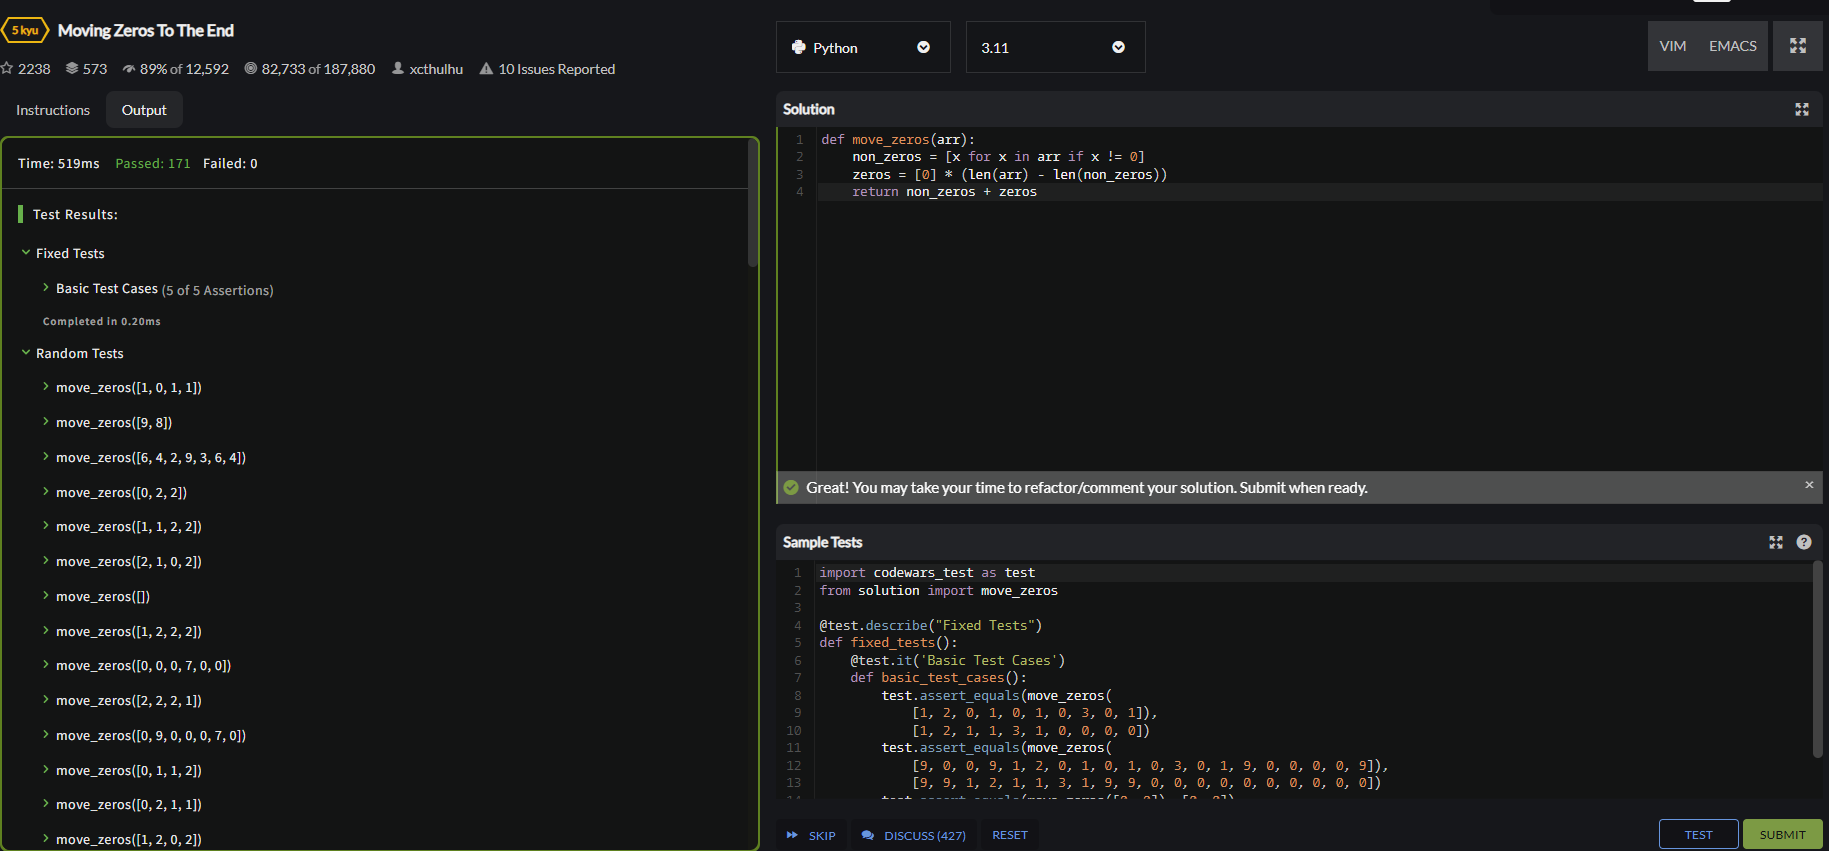 5 kyu
Moving Zeros To The End
2238 573 89% of 12,592 82,733 of 187,880 xcthulhu 10 Issues Reported
Instructions Output
Time: 519ms Passed: 171 Failed: 0
Test Results:
Fixed Tests
Basic Test Cases (5 of 5 Assertions)
Completed in 0.20ms
Random Tests
move_zeros([1, 0, 1, 1])
move_zeros([9, 8])
move_zeros([6, 4, 2, 9, 3, 6, 4])
move_zeros([0, 2, 2])
move_zeros([1, 1, 2, 2])
move_zeros([2, 1, 0, 2])
move_zeros([])
move_zeros([1, 2, 2, 2])
move_zeros([0, 0, 0, 7, 0, 0])
move_zeros([2, 2, 2, 1])
move_zeros([0, 9, 0, 0, 0, 7, 0])
move_zeros([0, 1, 1, 2])
move_zeros([0, 2, 1, 1])
move_zeros([1, 2, 0, 2])
Python 3.11 VIM EMACS
Solution
1 def move_zeros(arr):
2     non_zeros = [x for x in arr if x != 0]
3     zeros = [0] * (len(arr) - len(non_zeros))
4     return non_zeros + zeros
Great! You may take your time to refactor/comment your solution. Submit when ready. ×
Sample Tests ?
1 import codewars_test as test
2 from solution import move_zeros
3
4 @test.describe("Fixed Tests")
5 def fixed_tests():
6     @test.it('Basic Test Cases')
7     def basic_test_cases():
8         test.assert_equals(move_zeros(
9             [1, 2, 0, 1, 0, 1, 0, 3, 0, 1]),
10             [1, 2, 1, 1, 3, 1, 0, 0, 0, 0])
11         test.assert_equals(move_zeros(
12             [9, 0, 0, 9, 1, 2, 0, 1, 0, 1, 0, 3, 0, 1, 9, 0, 0, 0, 0, 9]),
13             [9, 9, 1, 2, 1, 1, 3, 1, 9, 9, 0, 0, 0, 0, 0, 0, 0, 0, 0, 0])
SKIP DISCUSS (427) RESET TEST SUBMIT